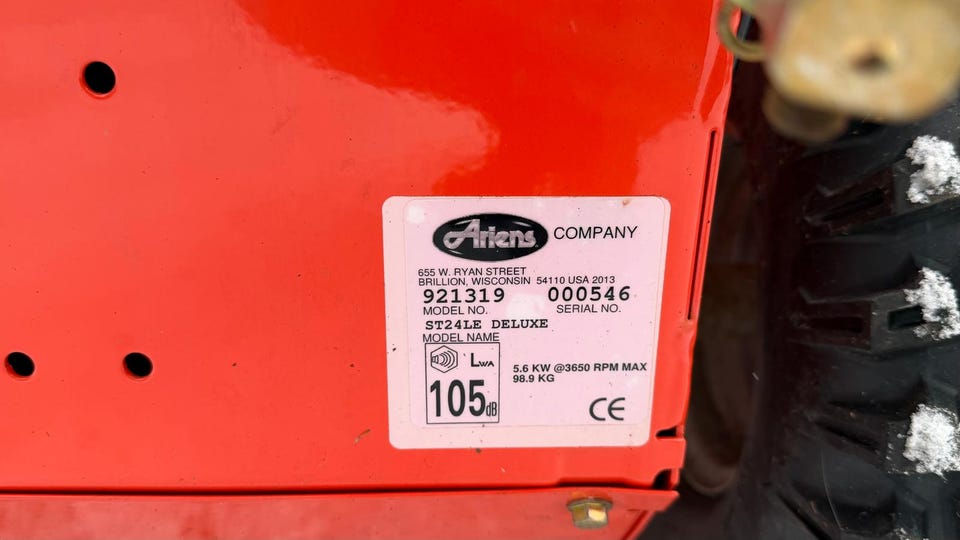 Ariens COMPANY
655 W. RYAN STREET
BRILLION, WISCONSIN 54110 USA 2013
921319 000546
MODEL NO. SERIAL NO.
ST24LE DELUXE
MODEL NAME
LWA
105dB
5.6 KW @3650 RPM MAX
98.9 KG
CE